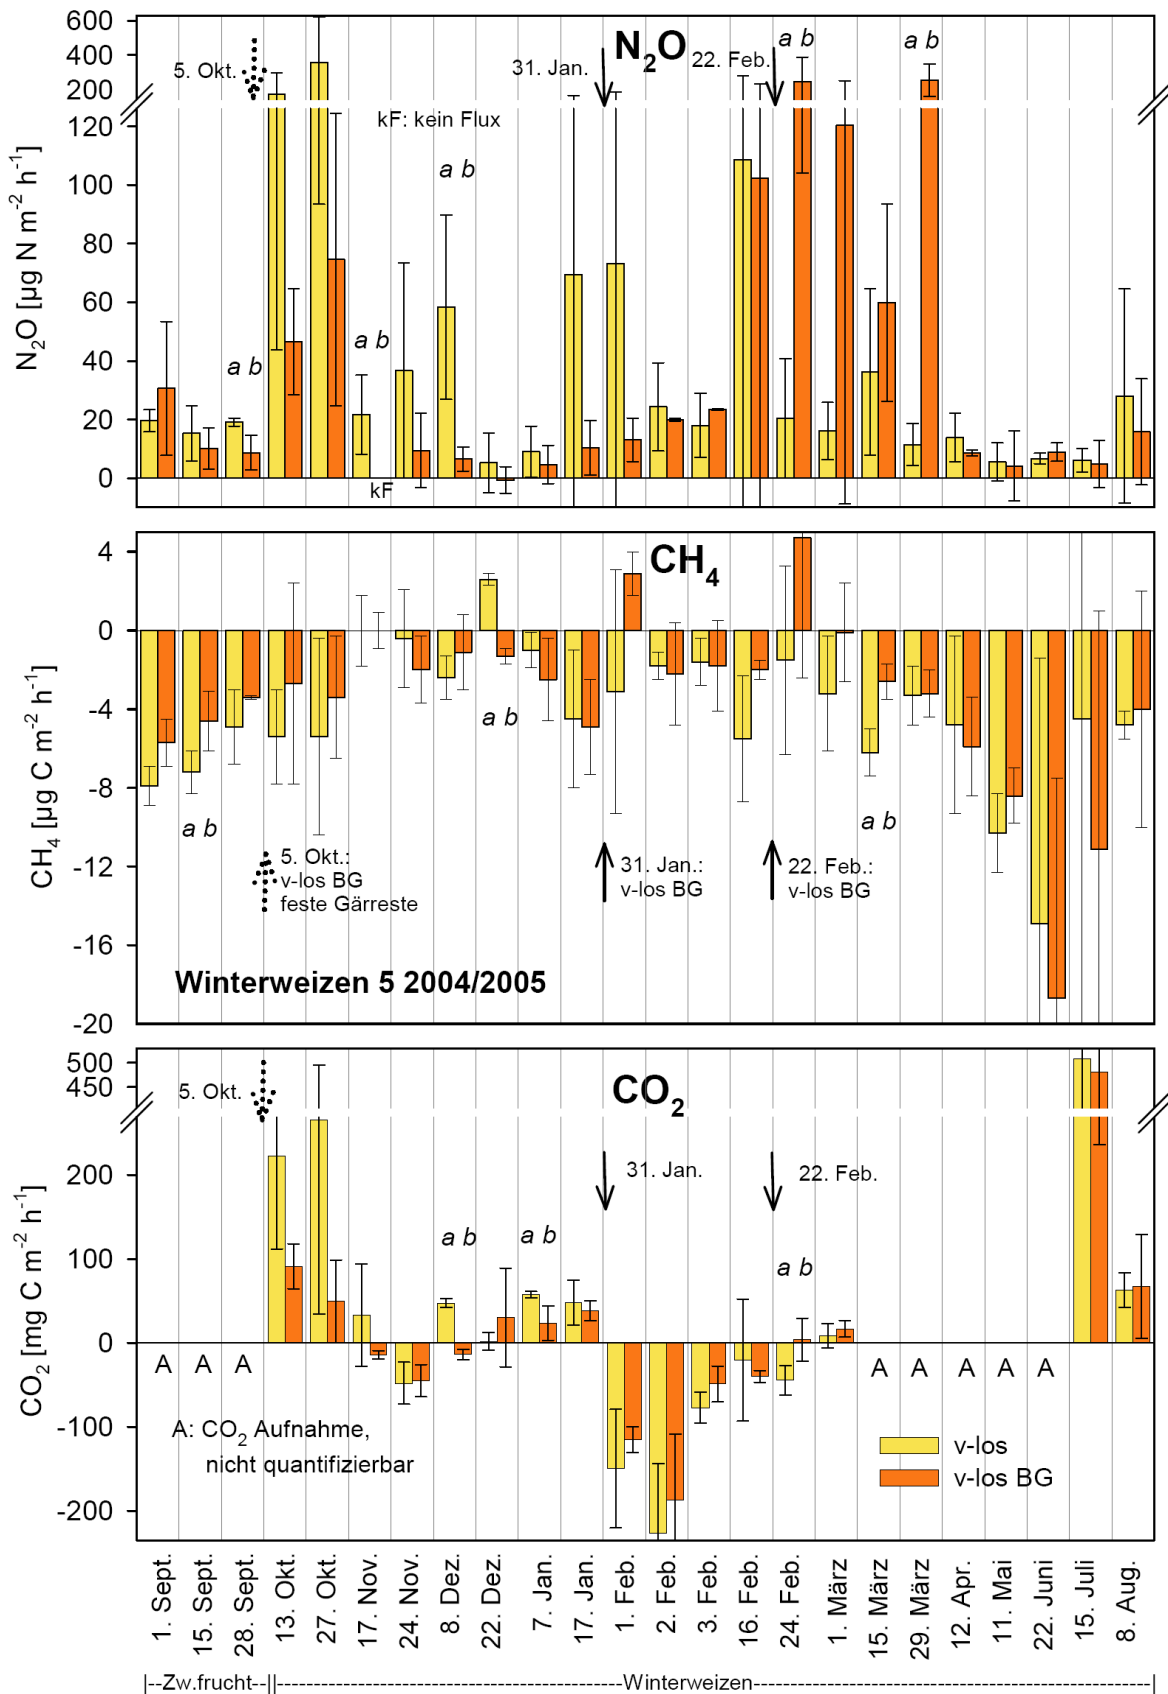 600
400
200
120
100
80
60
40
20
0
N₂O [µg N m⁻² h⁻¹]
N₂O
5. Okt.
31. Jan.
22. Feb.
a b
a b
kF: kein Flux
a b
a b
a b
kF
4
0
-4
-8
-12
-16
-20
CH₄ [µg C m⁻² h⁻¹]
CH₄
a b
a b
a b
5. Okt.:
v-los BG
feste Gärreste
31. Jan.:
v-los BG
22. Feb.:
v-los BG
Winterweizen 5 2004/2005
500
450
200
100
0
-100
-200
CO₂ [mg C m⁻² h⁻¹]
CO₂
5. Okt.
31. Jan.
22. Feb.
a b
a b
a b
A A A A A A A A
A: CO₂ Aufnahme,
nicht quantifizierbar
v-los
v-los BG
1. Sept.
15. Sept.
28. Sept.
13. Okt.
27. Okt.
17. Nov.
24. Nov.
8. Dez.
22. Dez.
7. Jan.
17. Jan.
1. Feb.
2. Feb.
3. Feb.
16. Feb.
24. Feb.
1. März
15. März
29. März
12. Apr.
11. Mai
22. Juni
15. Juli
8. Aug.
|--Zw.frucht--||---------------------------------------Winterweizen---------------------------------------------|